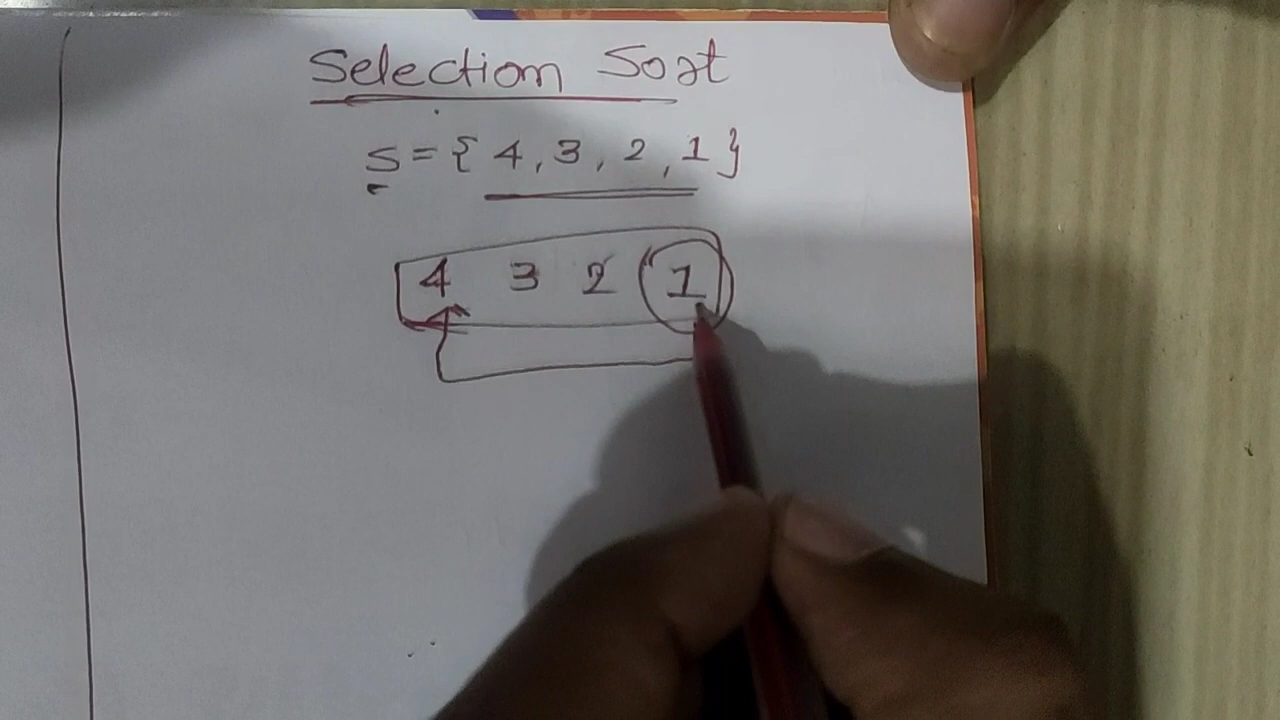 Selection Sort
S = { 4, 3, 2, 1 }
4 3 2 1